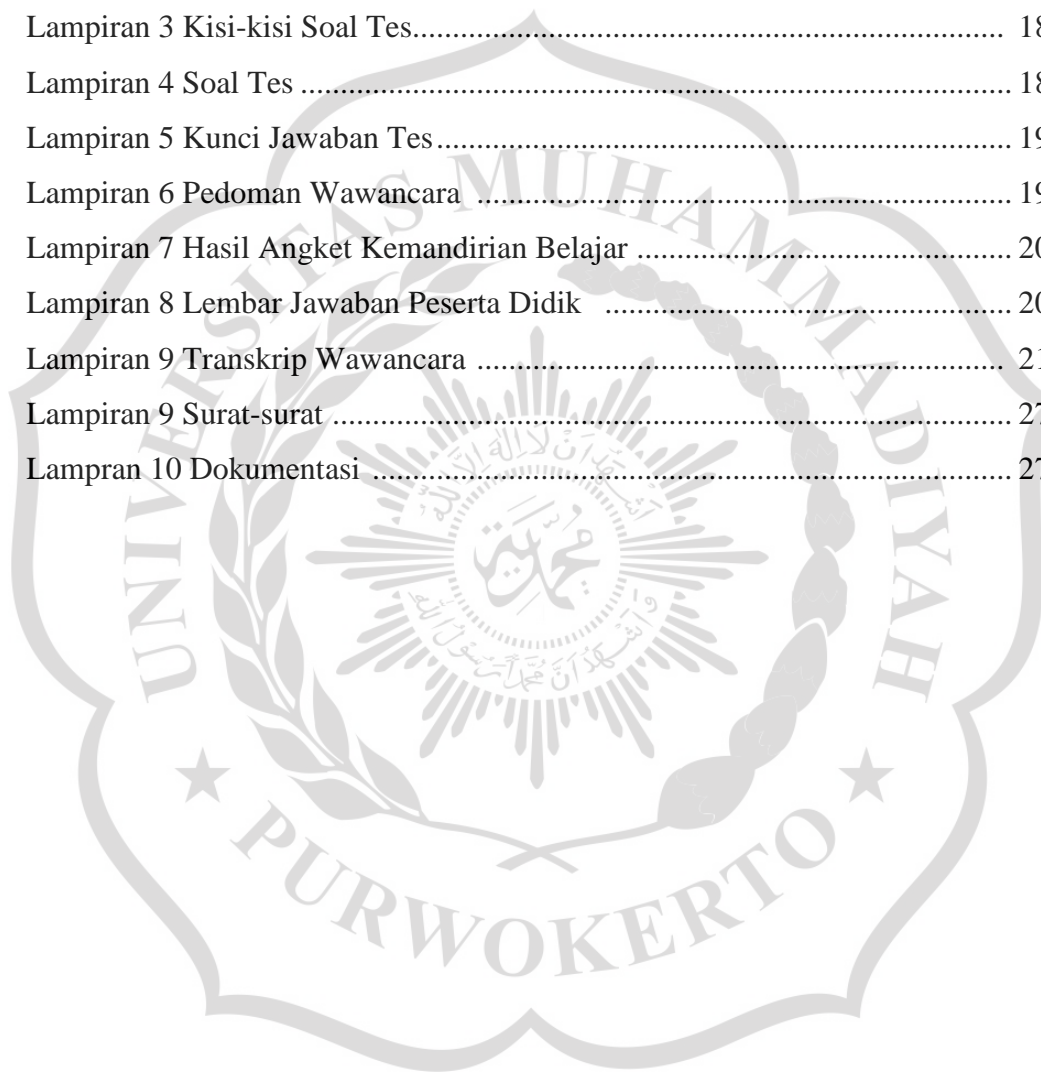 Lampiran 3 Kisi-kisi Soal Tes.......................................................................... 18
Lampiran 4 Soal Tes ........................................................................................ 18
Lampiran 5 Kunci Jawaban Tes....................................................................... 19
Lampiran 6 Pedoman Wawancara .................................................................. 19
Lampiran 7 Hasil Angket Kemandirian Belajar ............................................... 20
Lampiran 8 Lembar Jawaban Peserta Didik ................................................... 20
Lampiran 9 Transkrip Wawancara ................................................................. 21
Lampiran 9 Surat-surat .................................................................................... 27
Lampran 10 Dokumentasi ............................................................................... 27
UNIVERSITAS MUHAMMADIYAH
PURWOKERTO